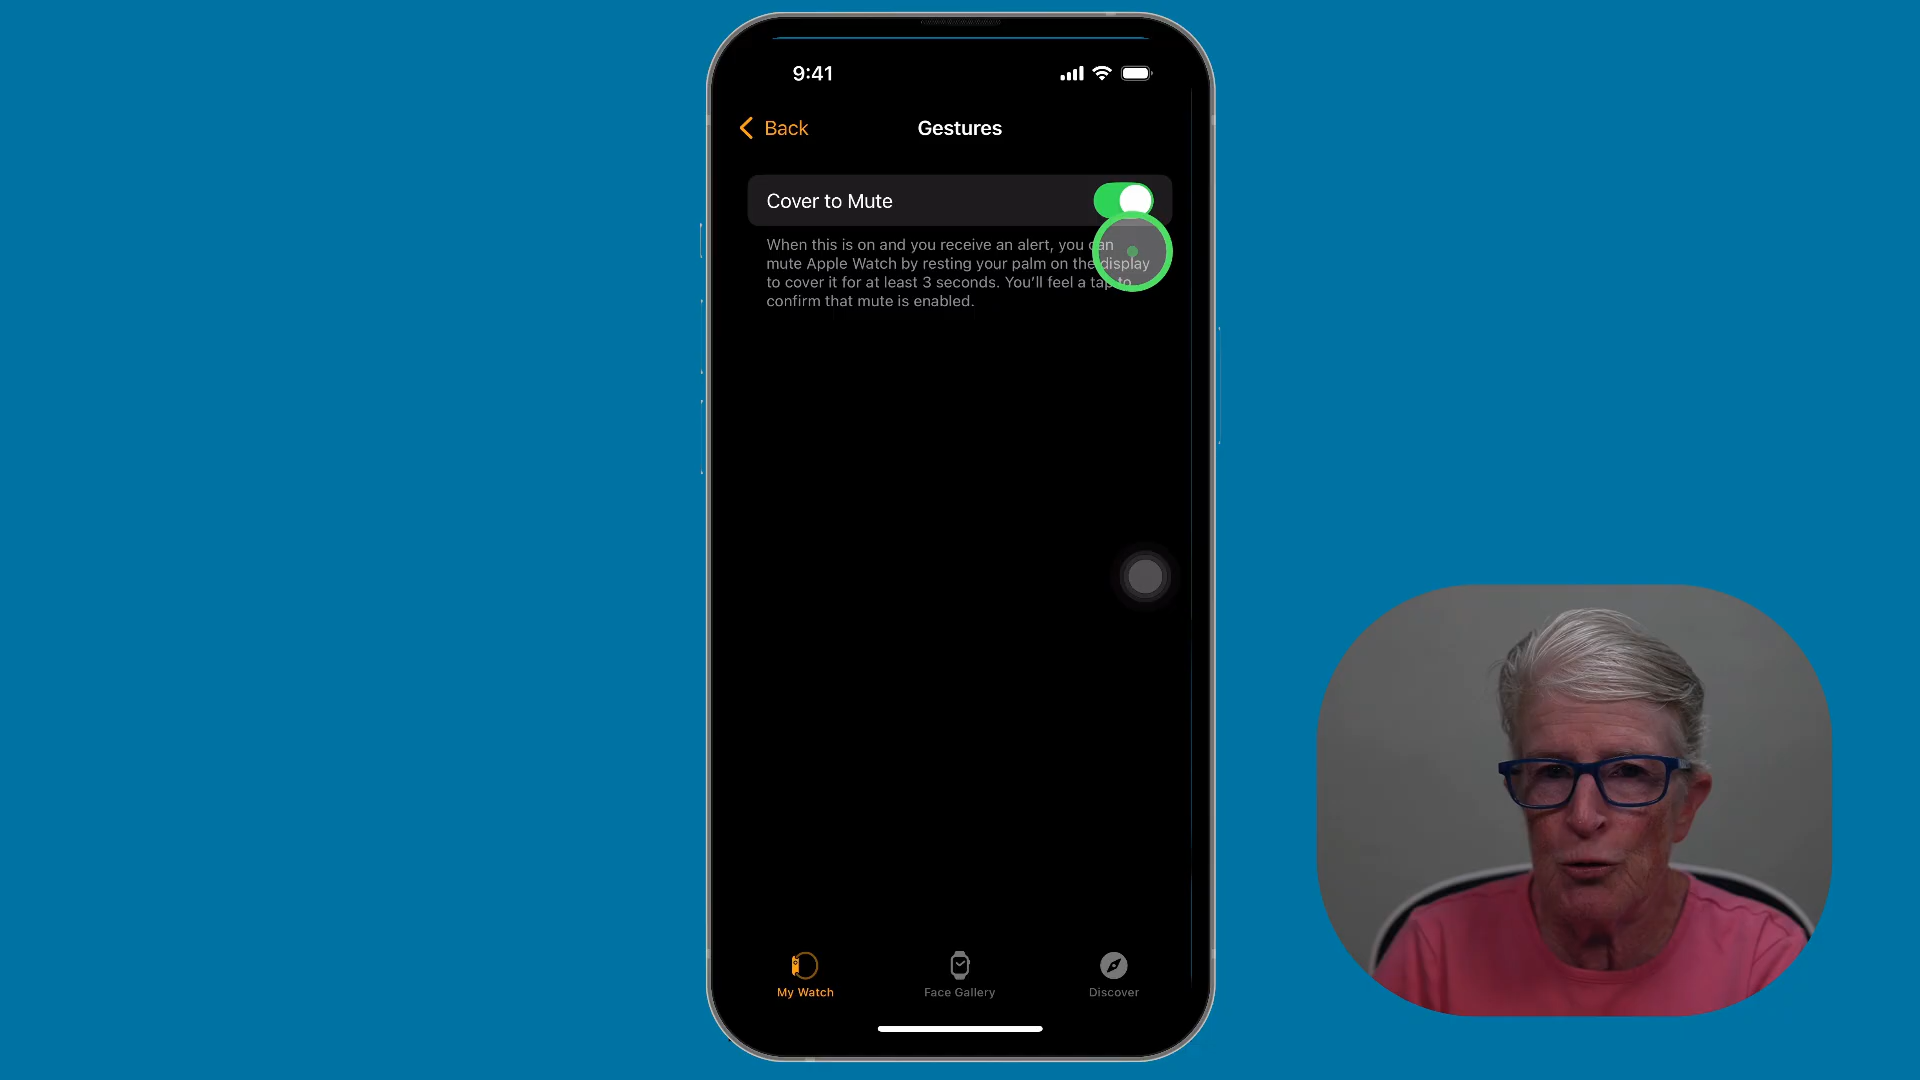 9:41
Back
Gestures
Cover to Mute
When this is on and you receive an alert, you can
mute Apple Watch by resting your palm on the display
to cover it for at least 3 seconds. You'll feel a tap to
confirm that mute is enabled.
My Watch
Face Gallery
Discover